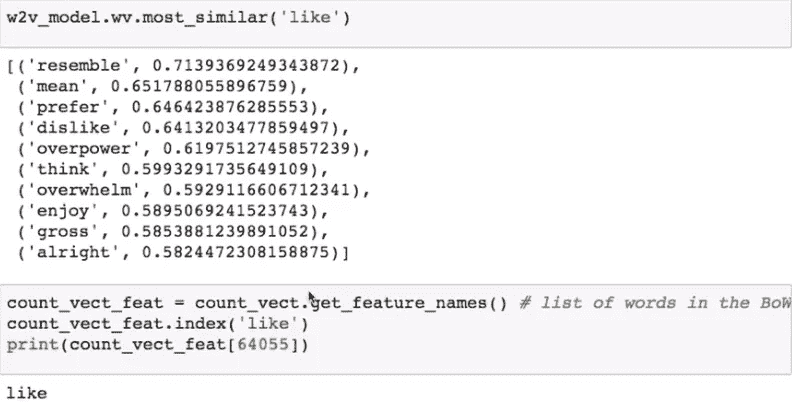 w2v_model.wv.most_similar('like')
[('resemble', 0.7139369249343872),
('mean', 0.651788055896759),
('prefer', 0.646423876285553),
('dislike', 0.6413203477859497),
('overpower', 0.6197512745857239),
('think', 0.5993291735649109),
('overwhelm', 0.5929116606712341),
('enjoy', 0.5895069241523743),
('gross', 0.5853881239891052),
('alright', 0.5824472308158875)]
count_vect_feat = count_vect.get_feature_names() # list of words in the BoW
count_vect_feat.index('like')
print(count_vect_feat[64055])
like